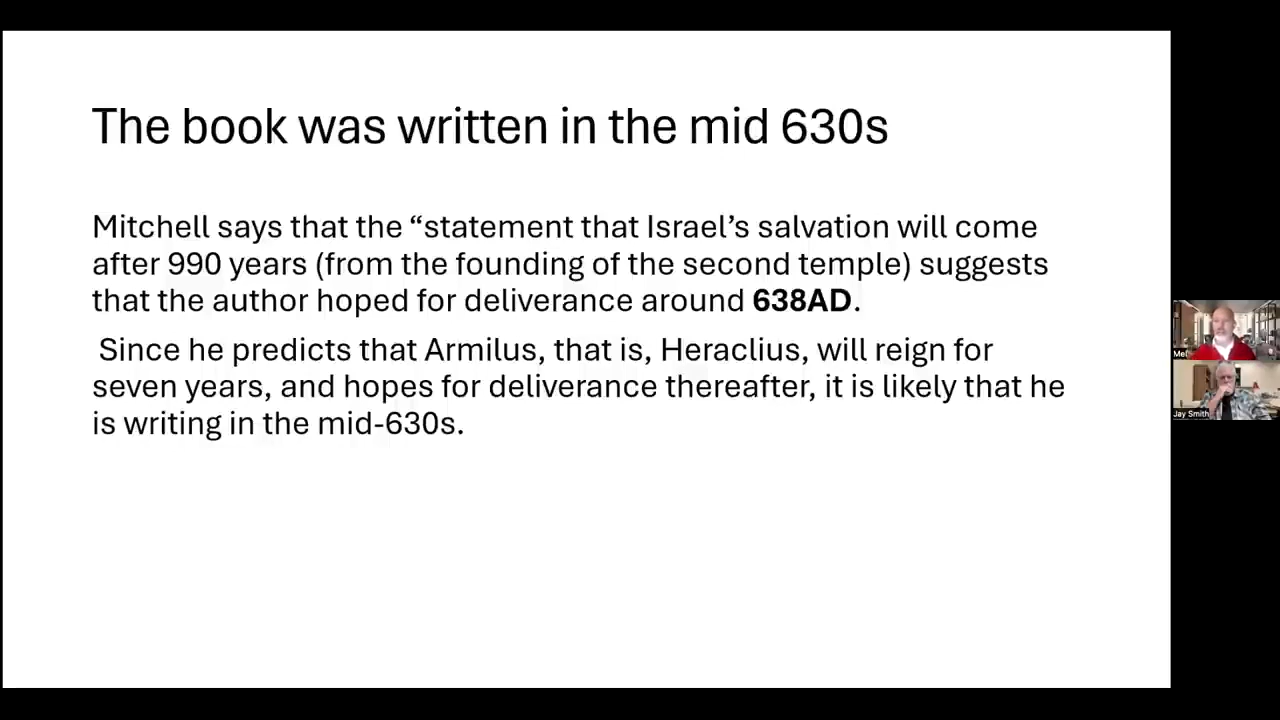 The book was written in the mid 630s
Mitchell says that the “statement that Israel’s salvation will come
after 990 years (from the founding of the second temple) suggests
that the author hoped for deliverance around 638AD.
Since he predicts that Armilus, that is, Heraclius, will reign for
seven years, and hopes for deliverance thereafter, it is likely that he
is writing in the mid-630s.
Mel
Jay Smith